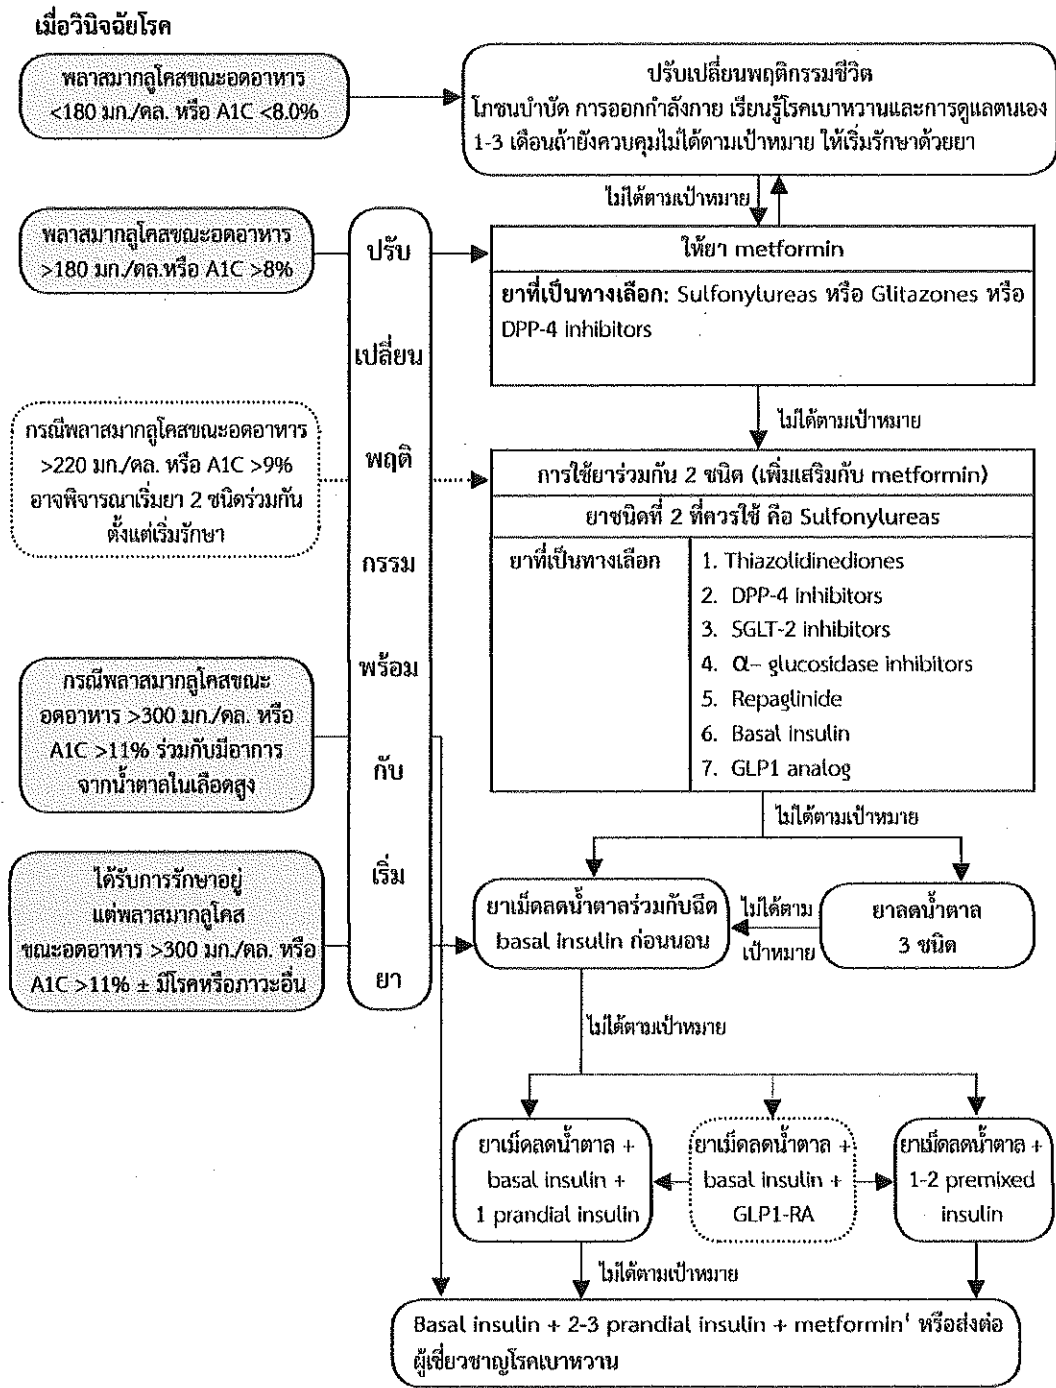 เมื่อวินิจฉัยโรค
พลาสมากลูโคสขณะอดอาหาร
<180 มก./ดล. หรือ A1C <8.0%
ปรับเปลี่ยนพฤติกรรมชีวิต
โภชนบำบัด การออกกำลังกาย เรียนรู้โรคเบาหวานและการดูแลตนเอง
1-3 เดือนถ้ายังควบคุมไม่ได้ตามเป้าหมาย ให้เริ่มรักษาด้วยยา
ไม่ได้ตามเป้าหมาย
พลาสมากลูโคสขณะอดอาหาร
>180 มก./ดล.หรือ A1C >8%
ปรับ
เปลี่ยน
พฤติ
กรรม
พร้อม
กับ
เริ่ม
ยา
ให้ยา metformin
ยาที่เป็นทางเลือก: Sulfonylureas หรือ Glitazones หรือ
DPP-4 inhibitors
ไม่ได้ตามเป้าหมาย
กรณีพลาสมากลูโคสขณะอดอาหาร
>220 มก./ดล. หรือ A1C >9%
อาจพิจารณาเริ่มยา 2 ชนิดร่วมกัน
ตั้งแต่เริ่มรักษา
การใช้ยาร่วมกัน 2 ชนิด (เพิ่มเสริมกับ metformin)
ยาชนิดที่ 2 ที่ควรใช้ คือ Sulfonylureas
ยาที่เป็นทางเลือก
1. Thiazolidinediones
2. DPP-4 inhibitors
3. SGLT-2 inhibitors
4. α– glucosidase inhibitors
5. Repaglinide
6. Basal insulin
7. GLP1 analog
กรณีพลาสมากลูโคสขณะ
อดอาหาร >300 มก./ดล. หรือ
A1C >11% ร่วมกับมีอาการ
จากน้ำตาลในเลือดสูง
ไม่ได้ตามเป้าหมาย
ได้รับการรักษาอยู่
แต่พลาสมากลูโคส
ขณะอดอาหาร >300 มก./ดล. หรือ
A1C >11% ± มีโรคหรือภาวะอื่น
ยาเม็ดลดน้ำตาลร่วมกับฉีด
basal insulin ก่อนนอน
ไม่ได้ตาม
เป้าหมาย
ยาลดน้ำตาล
3 ชนิด
ไม่ได้ตามเป้าหมาย
ยาเม็ดลดน้ำตาล +
basal insulin +
1 prandial insulin
ยาเม็ดลดน้ำตาล +
basal insulin +
GLP1-RA
ยาเม็ดลดน้ำตาล +
1-2 premixed
insulin
ไม่ได้ตามเป้าหมาย
Basal insulin + 2-3 prandial insulin + metformin¹ หรือส่งต่อ
ผู้เชี่ยวชาญโรคเบาหวาน